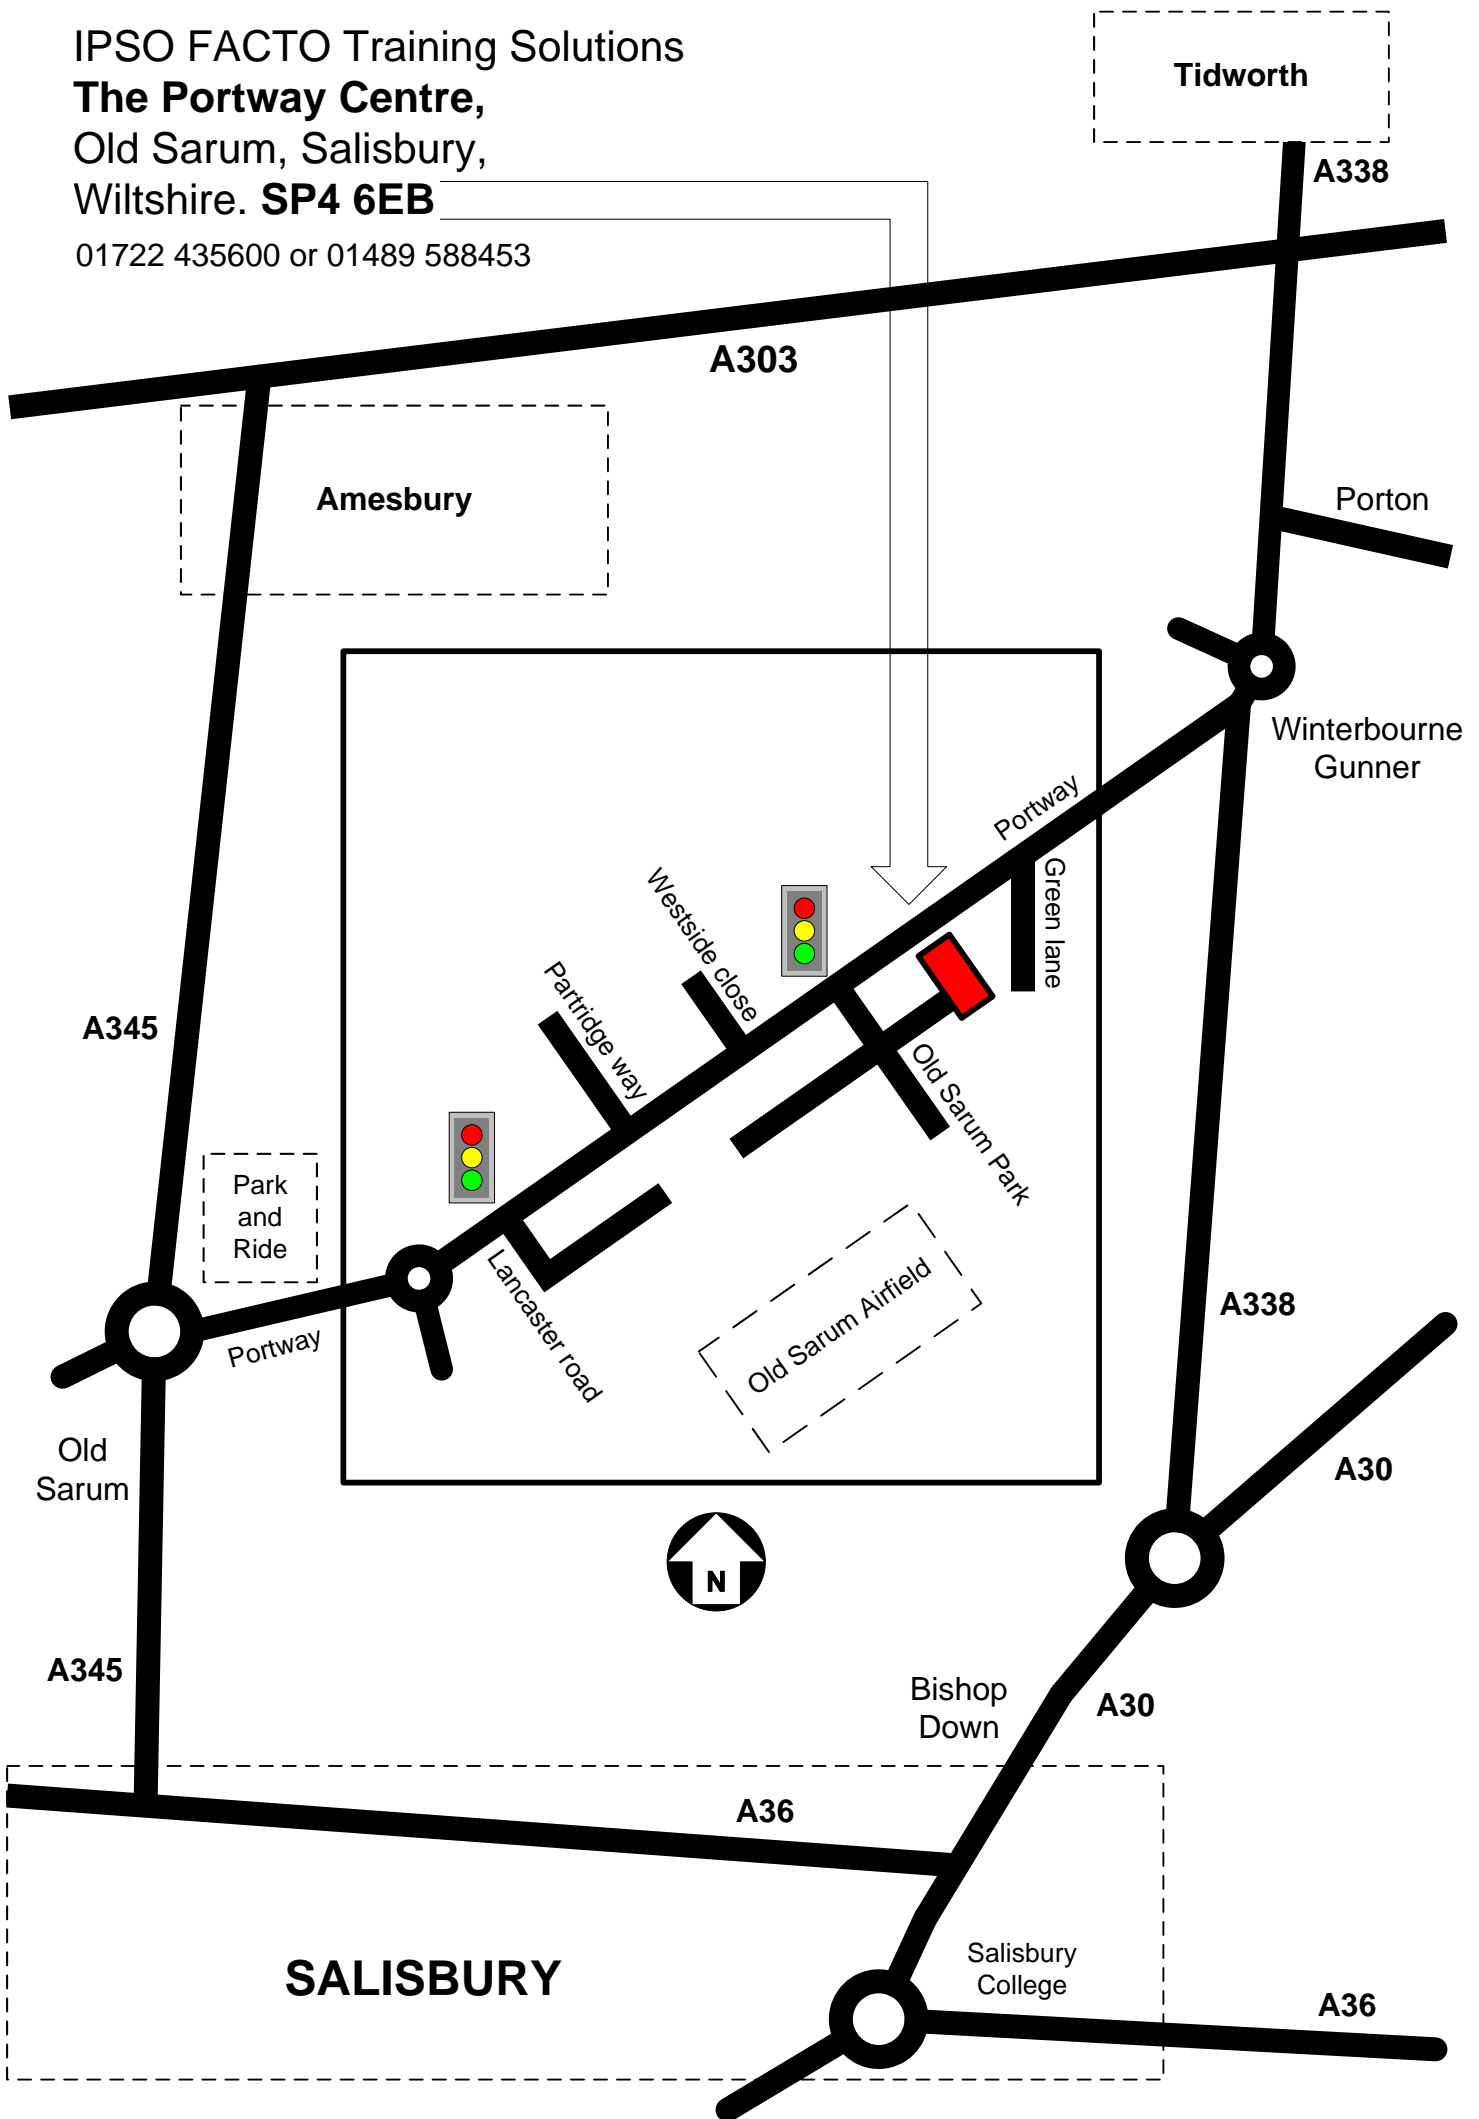 IPSO FACTO Training Solutions
The Portway Centre,
Old Sarum, Salisbury,
Wiltshire. SP4 6EB
01722 435600 or 01489 588453
Tidworth
A338
A303
Amesbury
Porton
Winterbourne
Gunner
Portway
Green lane
Westside close
Partridge way
A345
Old Sarum Park
Park
and
Ride
Lancaster road
Old Sarum Airfield
A338
Portway
Old
Sarum
A30
N
A345
Bishop
Down
A30
A36
SALISBURY
Salisbury
College
A36